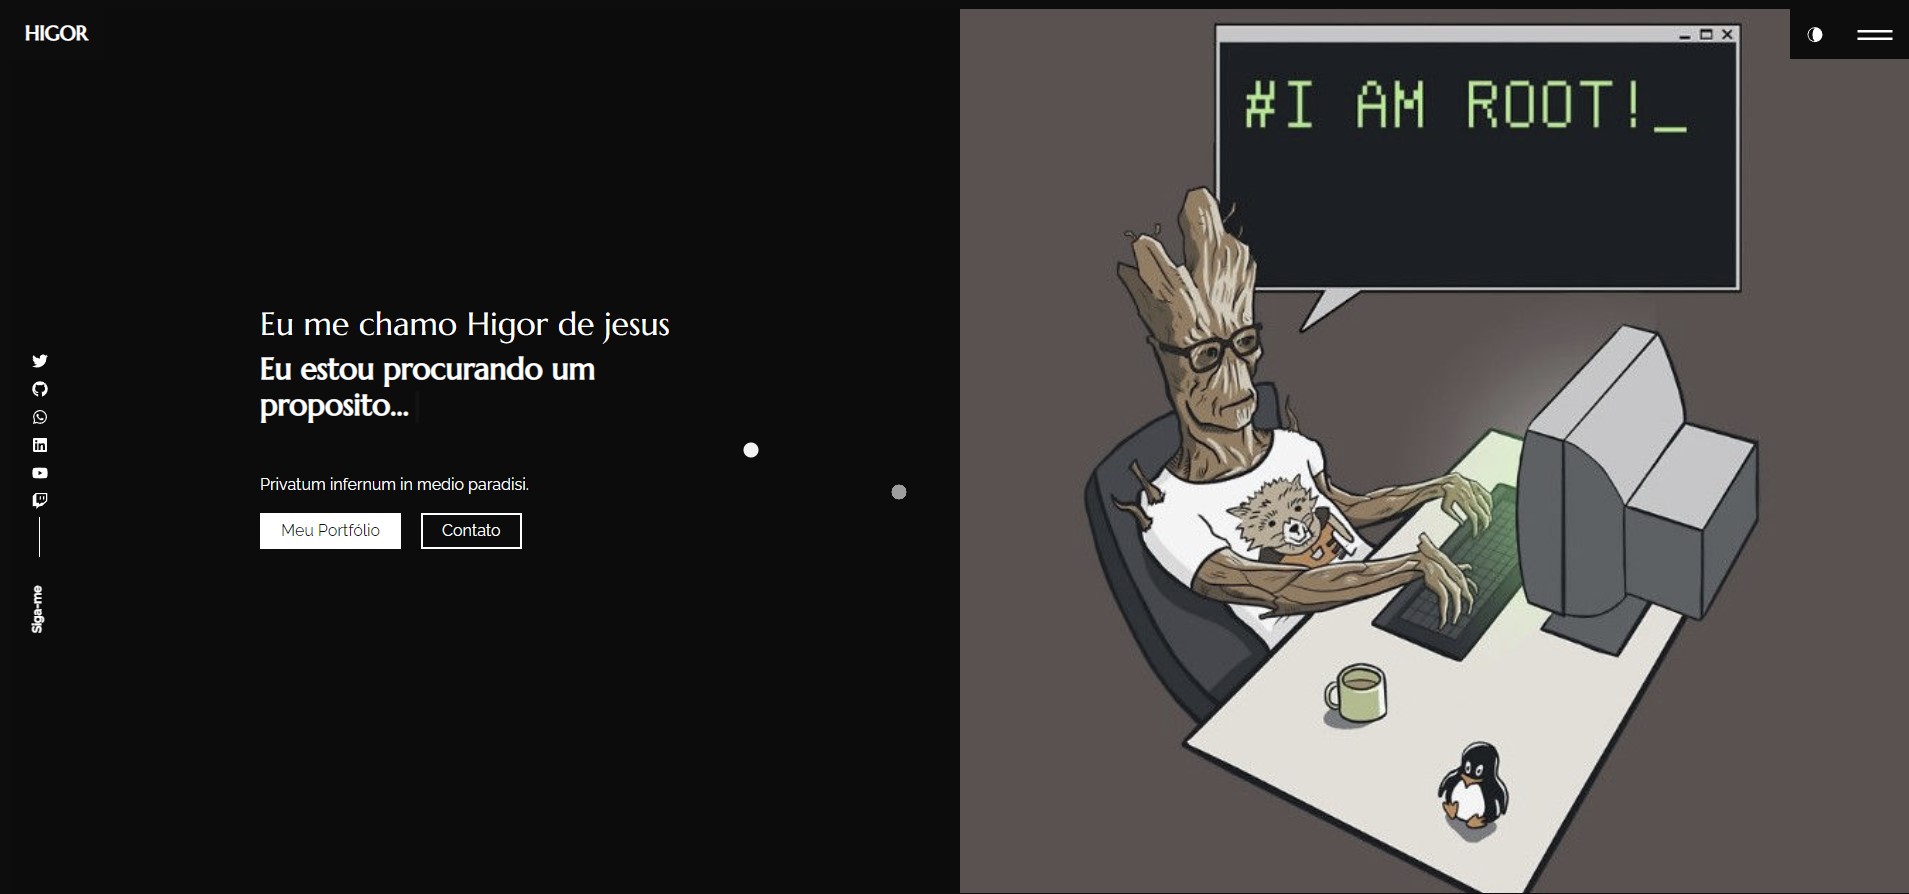 HIGOR
#I AM ROOT!_
Eu me chamo Higor de jesus
Eu estou procurando um
proposito...
Privatum infernum in medio paradisi.
Meu Portfólio
Contato
Siga-me